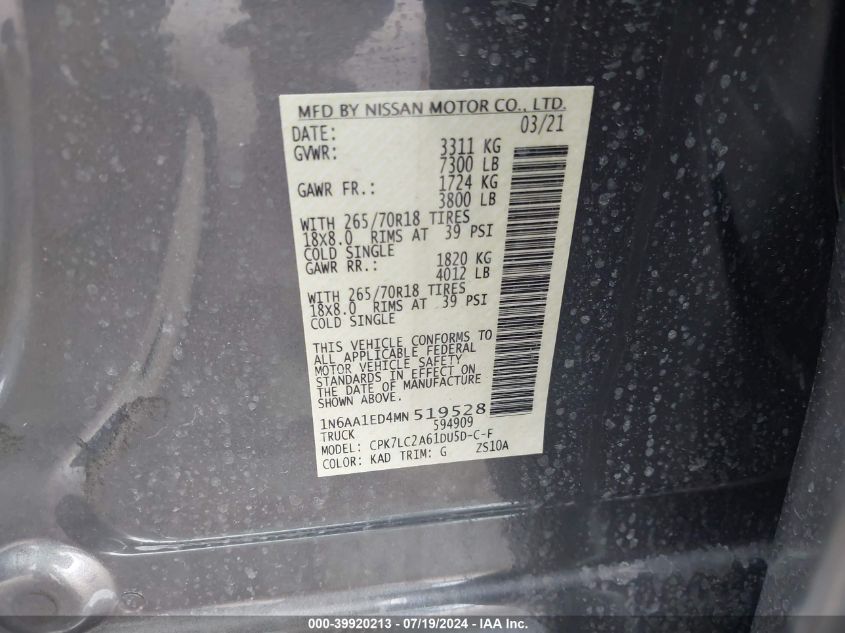 MFD BY NISSAN MOTOR CO., LTD.
DATE: 03/21
GVWR: 3311 KG
7300 LB
GAWR FR.: 1724 KG
3800 LB
WITH 265/70R18 TIRES
18X8.0 RIMS AT 39 PSI
COLD SINGLE
GAWR RR.: 1820 KG
4012 LB
WITH 265/70R18 TIRES
18X8.0 RIMS AT 39 PSI
COLD SINGLE
THIS VEHICLE CONFORMS TO
ALL APPLICABLE FEDERAL
MOTOR VEHICLE SAFETY
STANDARDS IN EFFECT ON
THE DATE OF MANUFACTURE
SHOWN ABOVE.
1N6AA1ED4MN519528
TRUCK 594909
MODEL: CPK7LC2A61DU5D-C-F
COLOR: KAD TRIM: G ZS10A
000-39920213 - 07/19/2024 - IAA Inc.